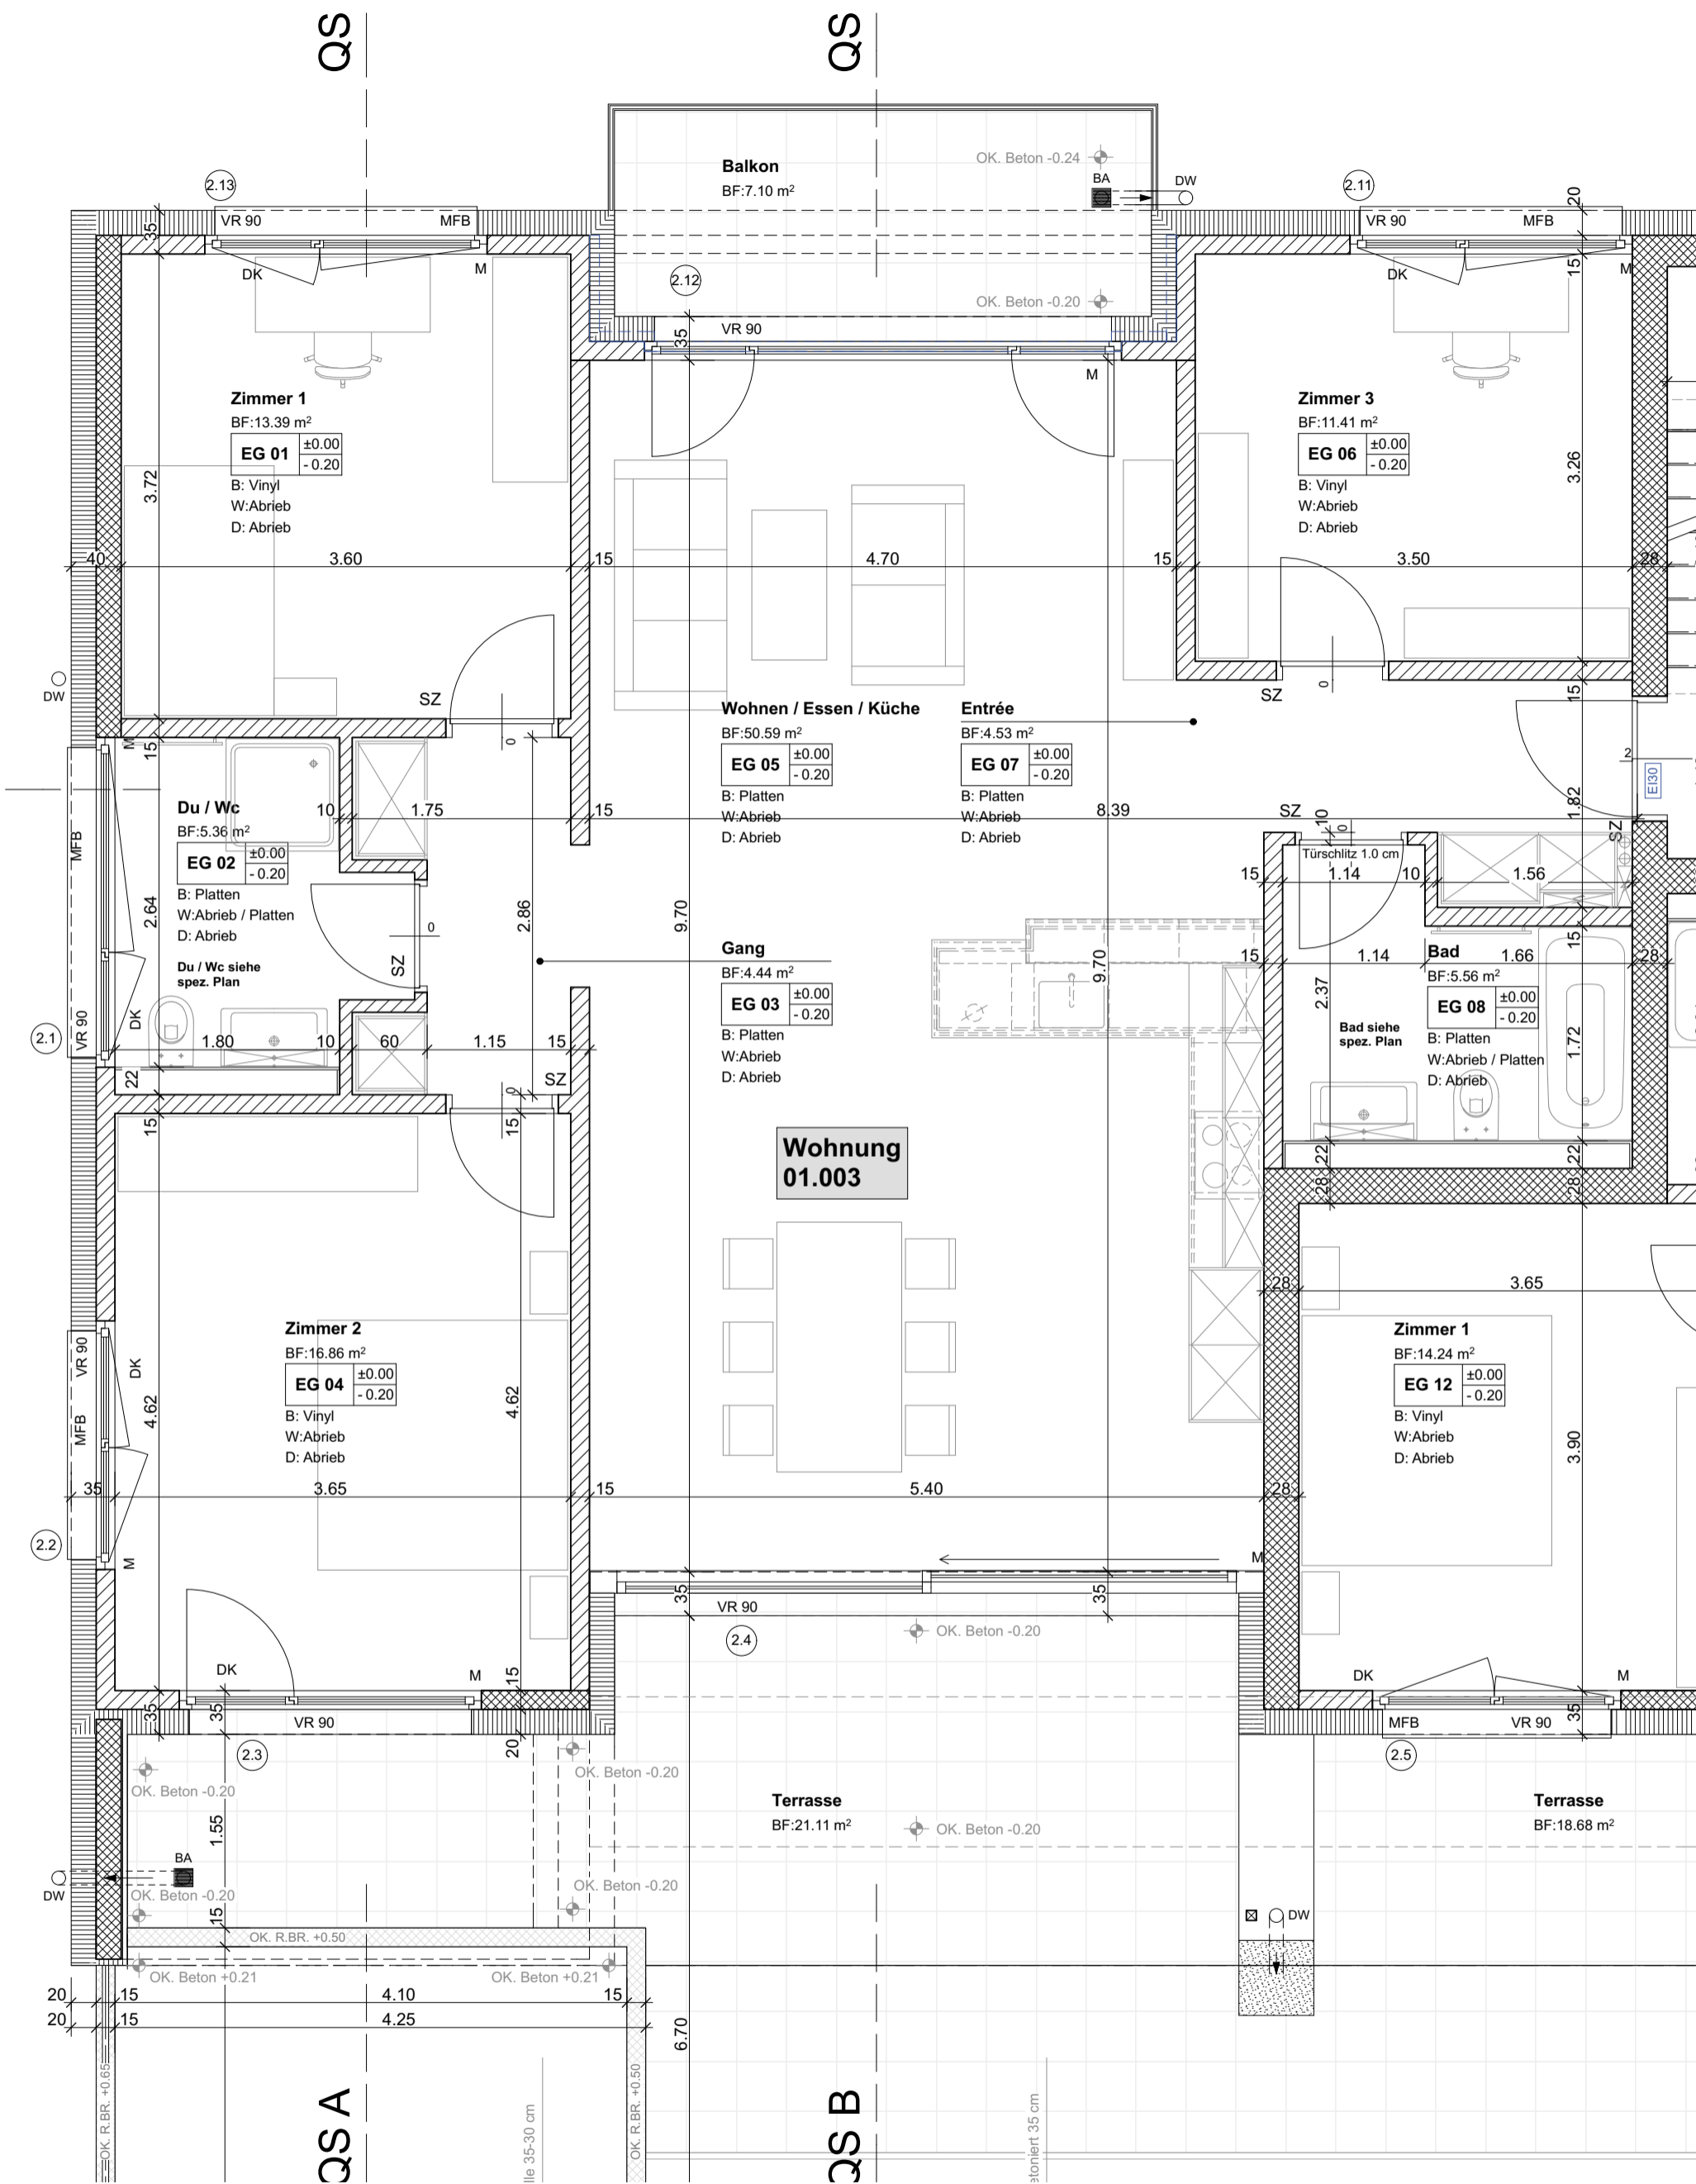 QS
QS
Balkon
BF:7.10 m²
OK. Beton -0.24
BA
DW
2.13
2.11
20
35
VR 90
MFB
VR 90
MFB
DK
M
2.12
DK
M
15
OK. Beton -0.20
35
VR 90
M
Zimmer 1
BF:13.39 m²
EG 01
±0.00
- 0.20
B: Vinyl
W:Abrieb
D: Abrieb
3.72
Zimmer 3
BF:11.41 m²
EG 06
±0.00
- 0.20
B: Vinyl
W:Abrieb
D: Abrieb
3.26
40
3.60
15
4.70
15
3.50
28
DW
SZ
0
SZ
0
15
M
15
Wohnen / Essen / Küche
BF:50.59 m²
EG 05
±0.00
- 0.20
B: Platten
W:Abrieb
D: Abrieb
Entrée
BF:4.53 m²
EG 07
±0.00
- 0.20
B: Platten
W:Abrieb
D: Abrieb
2
EI30
1.82
SZ
MFB
Du / Wc
BF:5.36 m²
EG 02
±0.00
- 0.20
B: Platten
W:Abrieb / Platten
D: Abrieb
Du / Wc siehe
spez. Plan
10
1.75
15
8.39
SZ
10
0
Türschlitz 1.0 cm
15
1.14
10
1.56
2.64
0
SZ
2.86
9.70
9.70
Gang
BF:4.44 m²
EG 03
±0.00
- 0.20
B: Platten
W:Abrieb
D: Abrieb
15
15
1.14
1.66
28
Bad
BF:5.56 m²
EG 08
±0.00
- 0.20
B: Platten
W:Abrieb / Platten
D: Abrieb
2.37
Bad siehe
spez. Plan
1.72
2.1
VR 90
DK
1.80
10
60
1.15
15
22
SZ
0
15
15
22
22
28
28
Wohnung
01.003
28
3.65
Zimmer 2
BF:16.86 m²
EG 04
±0.00
- 0.20
B: Vinyl
W:Abrieb
D: Abrieb
VR 90
DK
MFB
4.62
4.62
Zimmer 1
BF:14.24 m²
EG 12
±0.00
- 0.20
B: Vinyl
W:Abrieb
D: Abrieb
3.90
35
3.65
15
5.40
28
2.2
M
M
35
VR 90
35
2.4
OK. Beton -0.20
DK
M
15
DK
M
35
35
VR 90
20
MFB
VR 90
35
2.3
2.5
OK. Beton -0.20
OK. Beton -0.20
Terrasse
BF:21.11 m²
OK. Beton -0.20
Terrasse
BF:18.68 m²
1.55
BA
DW
OK. Beton -0.20
OK. Beton -0.20
15
DW
OK. R.BR. +0.50
OK. Beton +0.21
OK. Beton +0.21
20
15
4.10
15
20
15
4.25
6.70
OK. R.BR. +0.65
QS A
lle 35-30 cm
OK. R.BR. +0.50
QS B
etoniert 35 cm